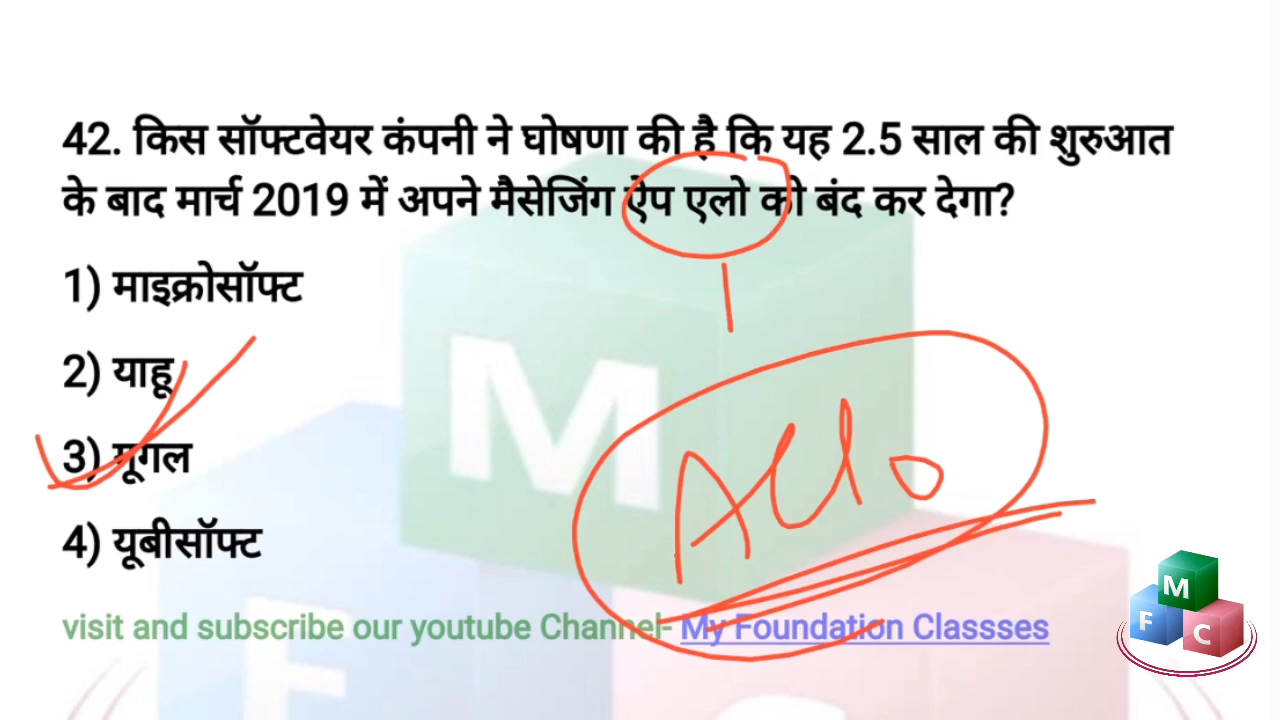 42. किस सॉफ्टवेयर कंपनी ने घोषणा की है कि यह 2.5 साल की शुरुआत
के बाद मार्च 2019 में अपने मैसेजिंग ऐप एलो को बंद कर देगा?
1) माइक्रोसॉफ्ट
2) याहू
3) गूगल
4) यूबीसॉफ्ट
Allo
visit and subscribe our youtube Channel- My Foundation Classses
M
F
C
M
F